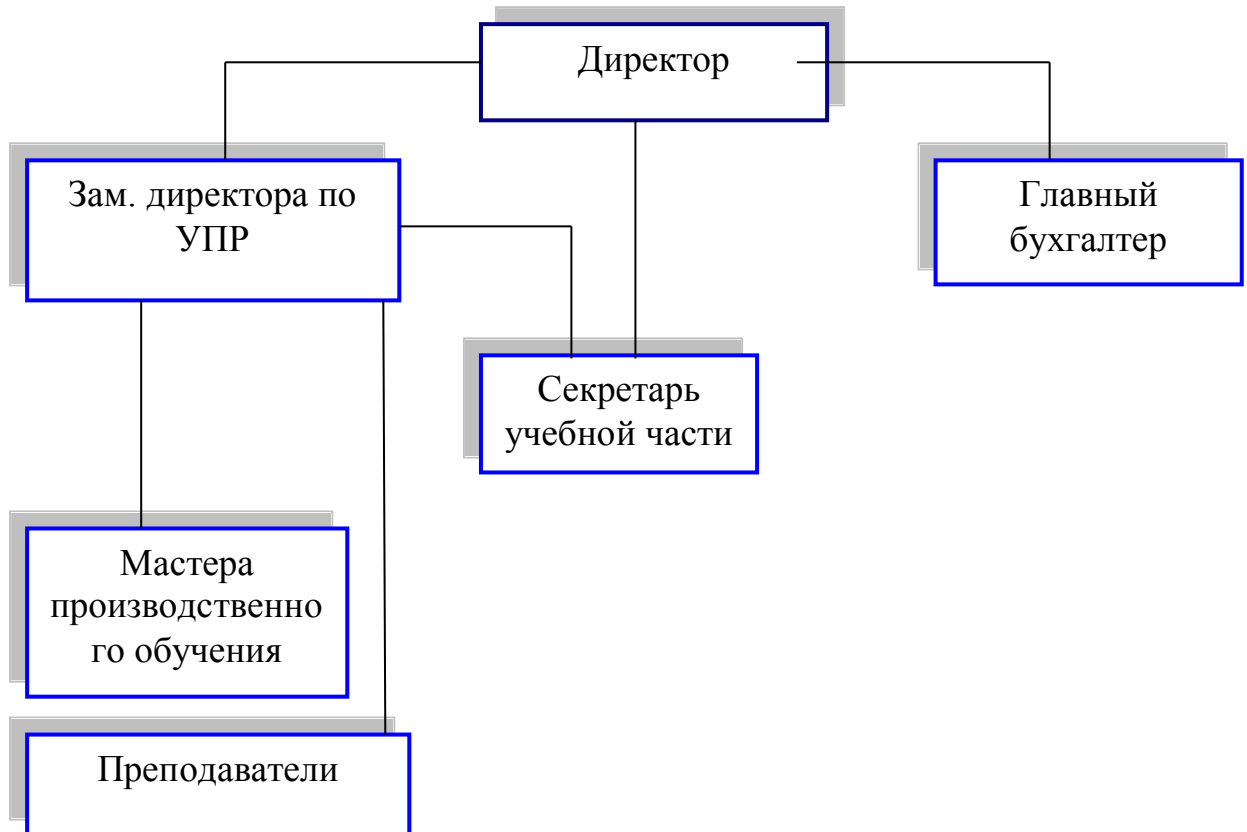 Директор
Зам. директора по
УПР
Главный
бухгалтер
Секретарь
учебной части
Мастера
производственно
го обучения
Преподаватели